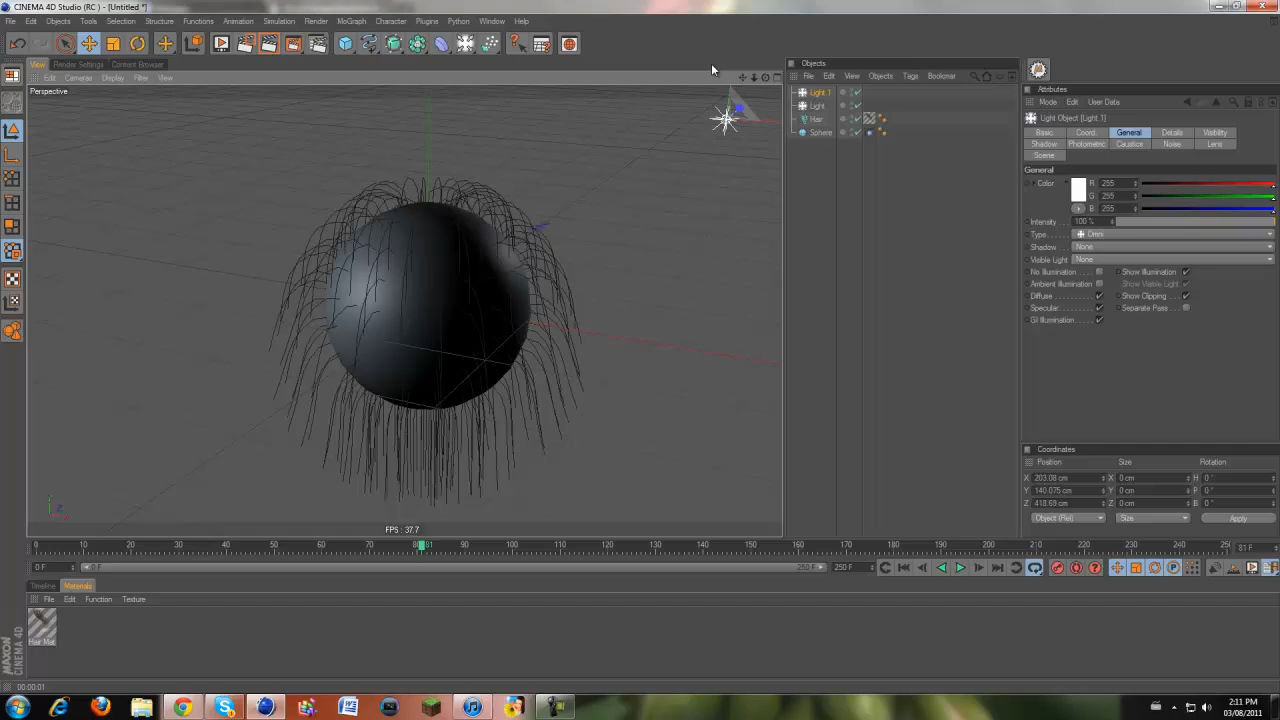 CINEMA 4D Studio (RC) - [Untitled *]
File Edit Objects Tools Selection Structure Functions Animation Simulation Render MoGraph Character Plugins Python Window Help
View Render Settings Content Browser
Edit Cameras Display Filter View
Perspective
Objects
File Edit View Objects Tags Bookmar
Light.1
Light
Hair
Sphere
Attributes
Mode Edit User Data
Light Object [Light.1]
Basic Coord. General Details Visibility
Shadow Photometric Caustics Noise Lens
Scene
General
Color R 255
G 255
B 255
Intensity 100 %
Type Omni
Shadow None
Visible Light None
No Illumination Show Illumination
Ambient Illumination Show Visible Light
Diffuse Show Clipping
Specular Separate Pass
GI Illumination
Coordinates
Position Size Rotation
X 203.08 cm X 0 cm H 0 °
Y 140.075 cm Y 0 cm P 0 °
Z 418.69 cm Z 0 cm B 0 °
Object (Rel) Size Apply
Z
FPS : 37.7
0 10 20 30 40 50 60 70 80 81 90 100 110 120 130 140 150 160 170 180 190 200 210 220 230 240 250 81 F
0 F 0 F 250 F 250 F
Timeline Materials
File Edit Function Texture
Hair Mat
MAXON CINEMA 4D
00:00:01
2:11 PM
03/08/2011